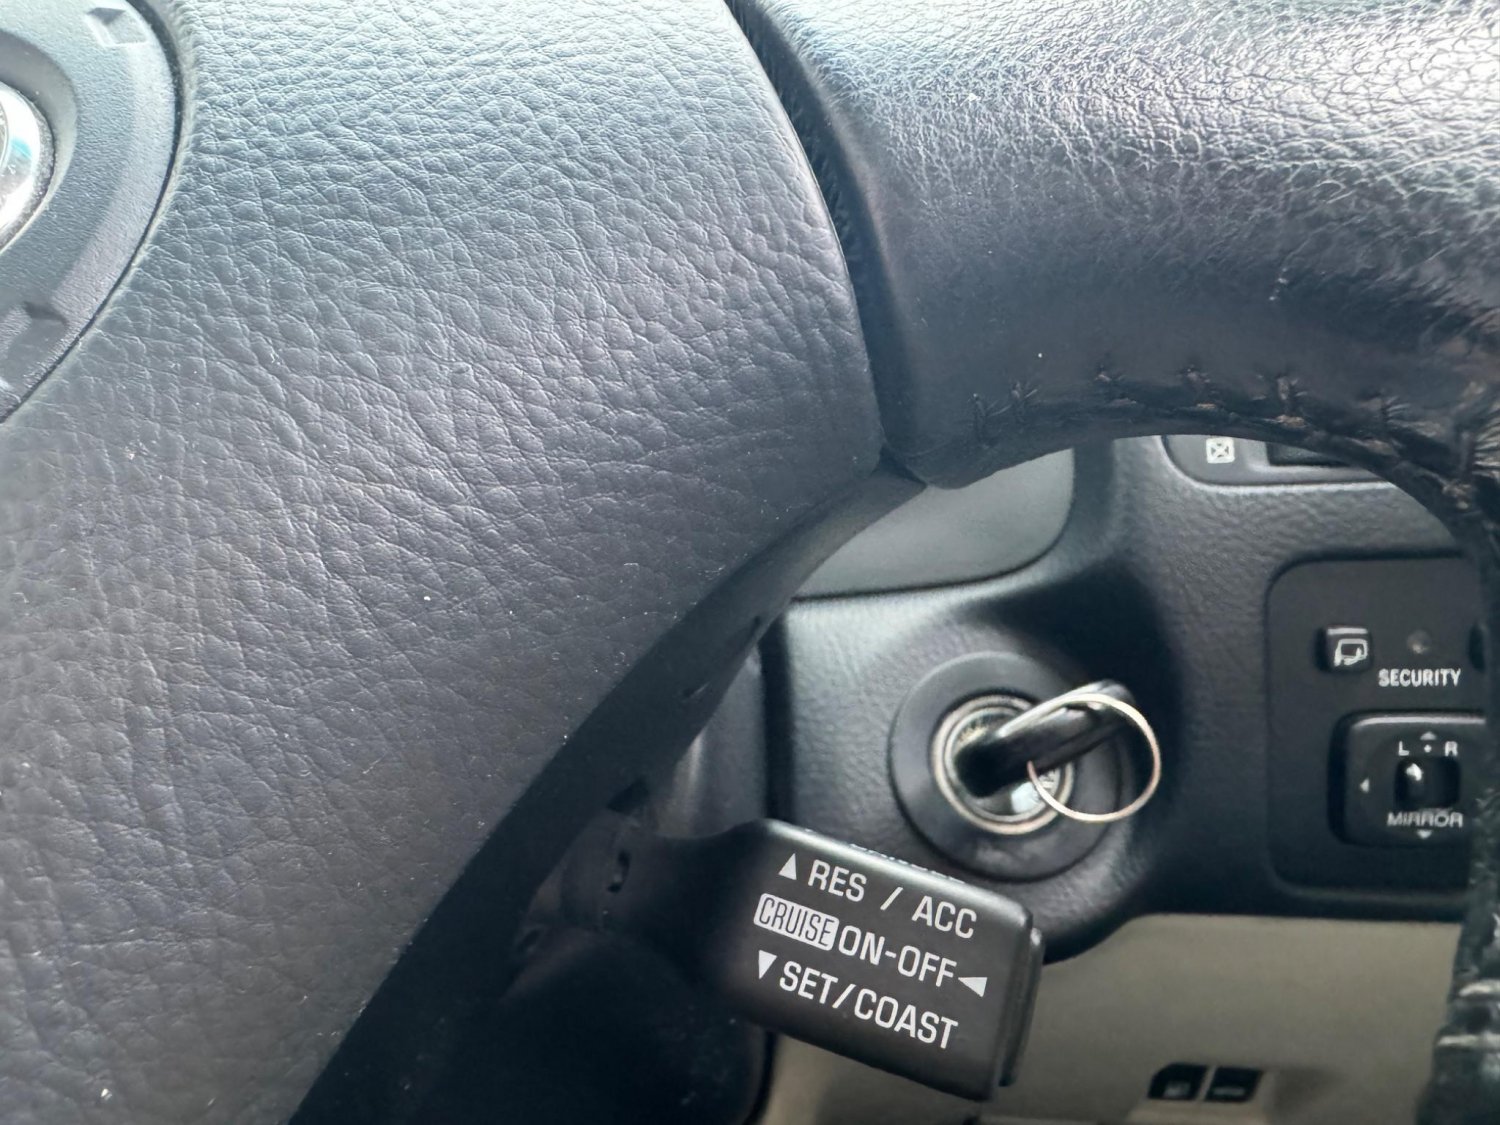 SECURITY
L R
MIRROR
RES / ACC
CRUISE ON-OFF
SET/COAST